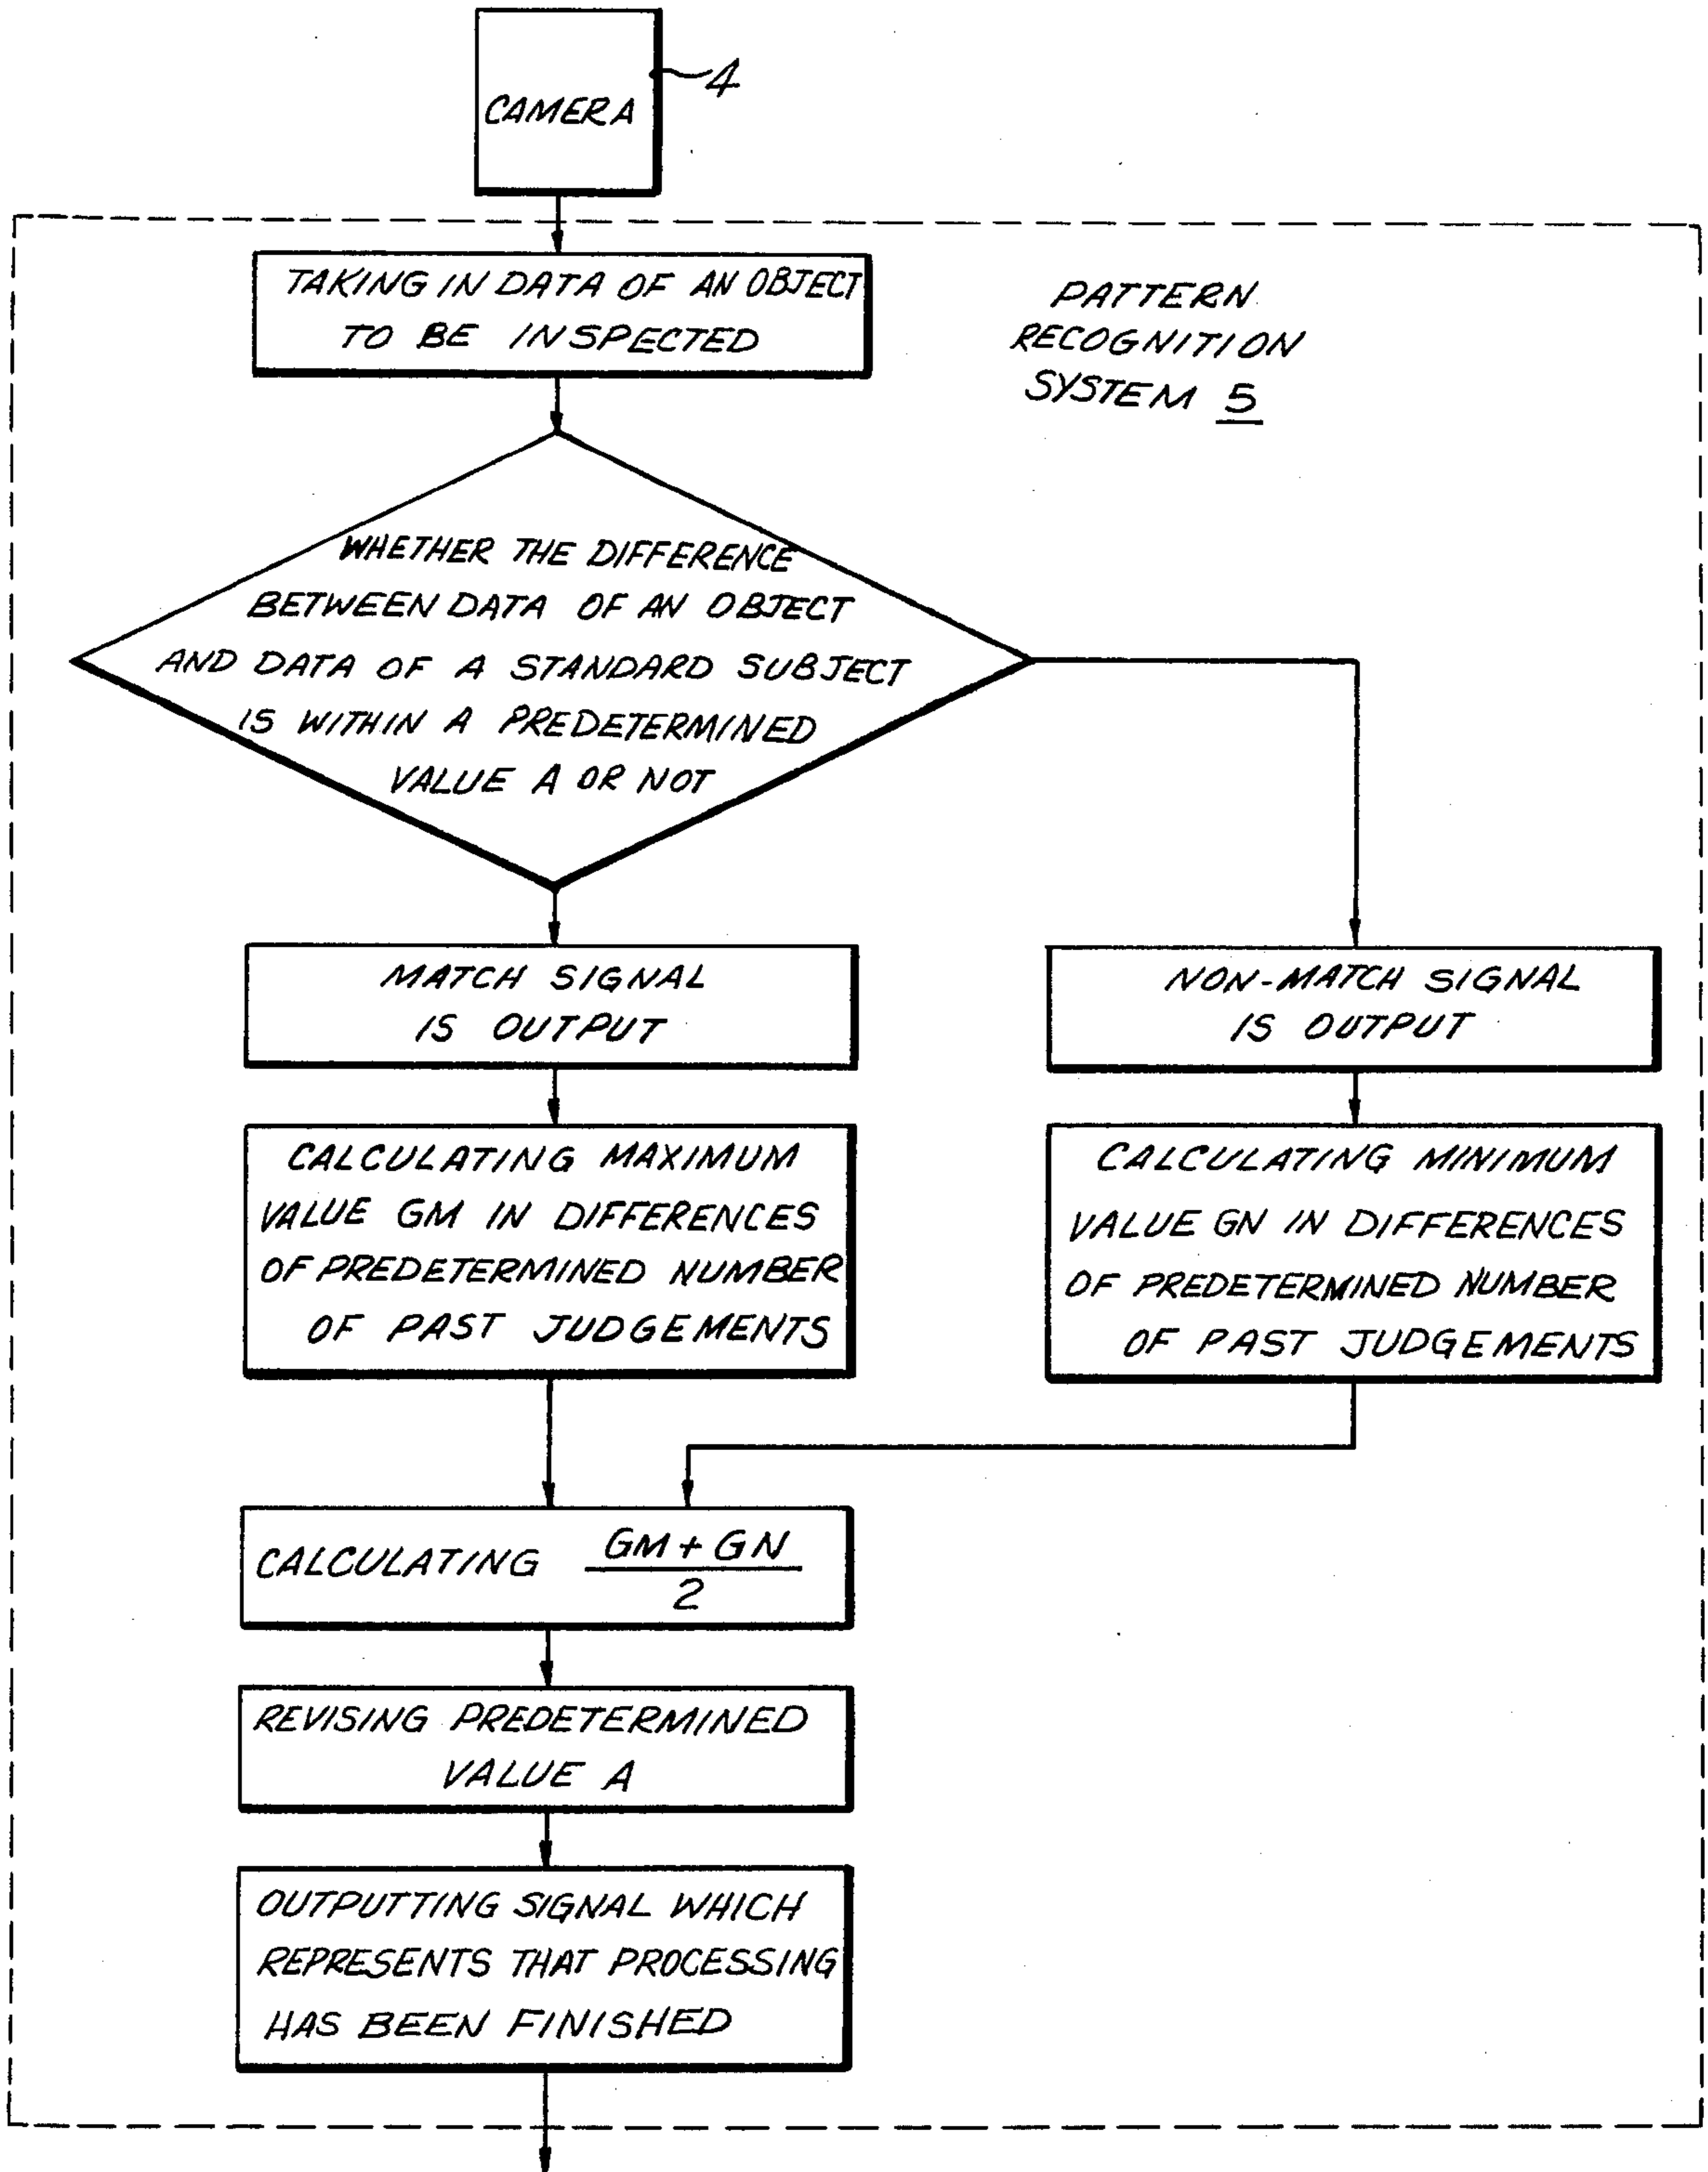 CAMERA
4
TAKING IN DATA OF AN OBJECT
TO BE INSPECTED
PATTERN
RECOGNITION
SYSTEM 5
WHETHER THE DIFFERENCE
BETWEEN DATA OF AN OBJECT
AND DATA OF A STANDARD SUBJECT
IS WITHIN A PREDETERMINED
VALUE A OR NOT
MATCH SIGNAL
IS OUTPUT
NON-MATCH SIGNAL
IS OUTPUT
CALCULATING MAXIMUM
VALUE GM IN DIFFERENCES
OF PREDETERMINED NUMBER
OF PAST JUDGEMENTS
CALCULATING MINIMUM
VALUE GN IN DIFFERENCES
OF PREDETERMINED NUMBER
OF PAST JUDGEMENTS
CALCULATING GM + GN
2
REVISING PREDETERMINED
VALUE A
OUTPUTTING SIGNAL WHICH
REPRESENTS THAT PROCESSING
HAS BEEN FINISHED